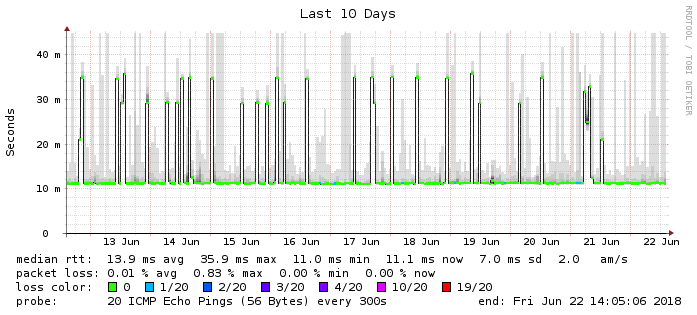 Last 10 Days
RRDTOOL / TOBI OETIKER
Seconds
40 m
30 m
20 m
10 m
0
13 Jun 14 Jun 15 Jun 16 Jun 17 Jun 18 Jun 19 Jun 20 Jun 21 Jun 22 Jun
median rtt: 13.9 ms avg 35.9 ms max 11.0 ms min 11.1 ms now 7.0 ms sd 2.0 am/s
packet loss: 0.01 % avg 0.83 % max 0.00 % min 0.00 % now
loss color: 0 1/20 2/20 3/20 4/20 10/20 19/20
probe: 20 ICMP Echo Pings (56 Bytes) every 300s end: Fri Jun 22 14:05:06 2018